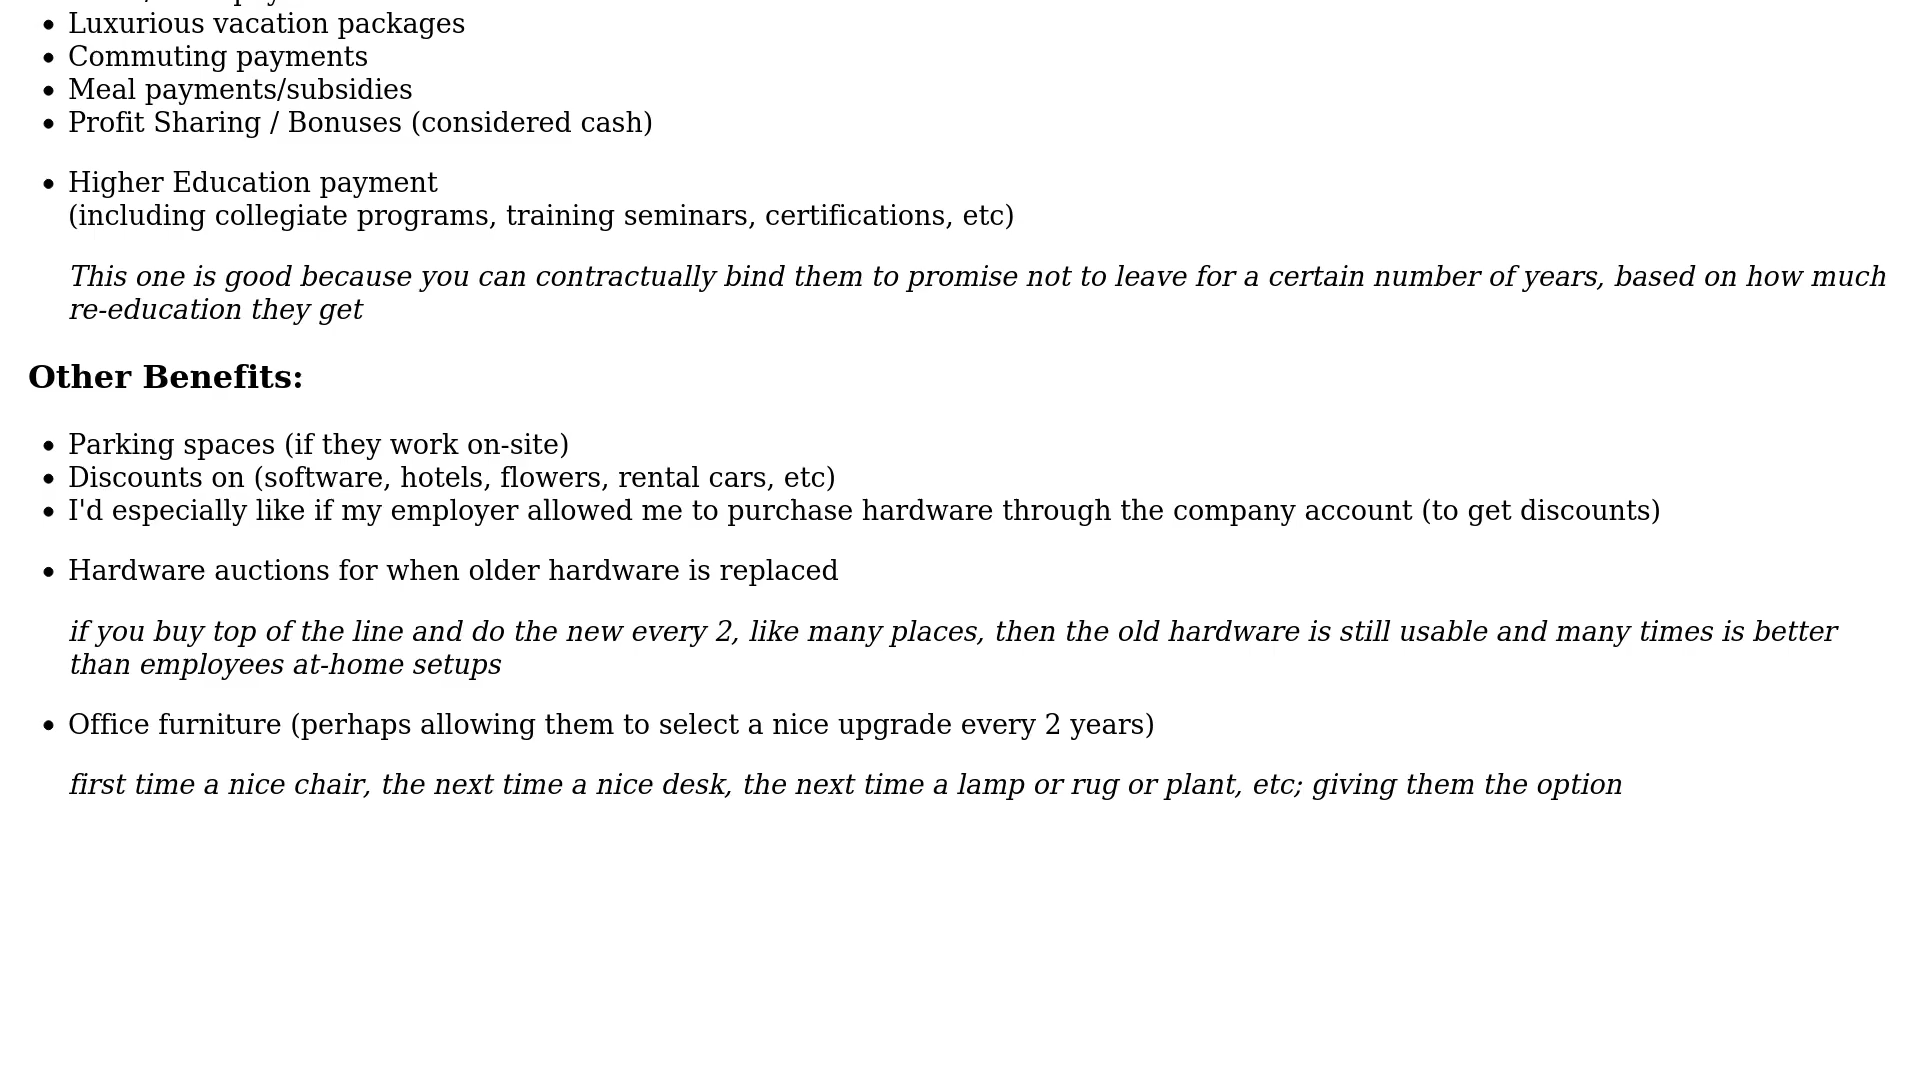 Luxurious vacation packages
Commuting payments
Meal payments/subsidies
Profit Sharing / Bonuses (considered cash)
Higher Education payment
(including collegiate programs, training seminars, certifications, etc)
This one is good because you can contractually bind them to promise not to leave for a certain number of years, based on how much
re-education they get
Other Benefits:
Parking spaces (if they work on-site)
Discounts on (software, hotels, flowers, rental cars, etc)
I'd especially like if my employer allowed me to purchase hardware through the company account (to get discounts)
Hardware auctions for when older hardware is replaced
if you buy top of the line and do the new every 2, like many places, then the old hardware is still usable and many times is better
than employees at-home setups
Office furniture (perhaps allowing them to select a nice upgrade every 2 years)
first time a nice chair, the next time a nice desk, the next time a lamp or rug or plant, etc; giving them the option